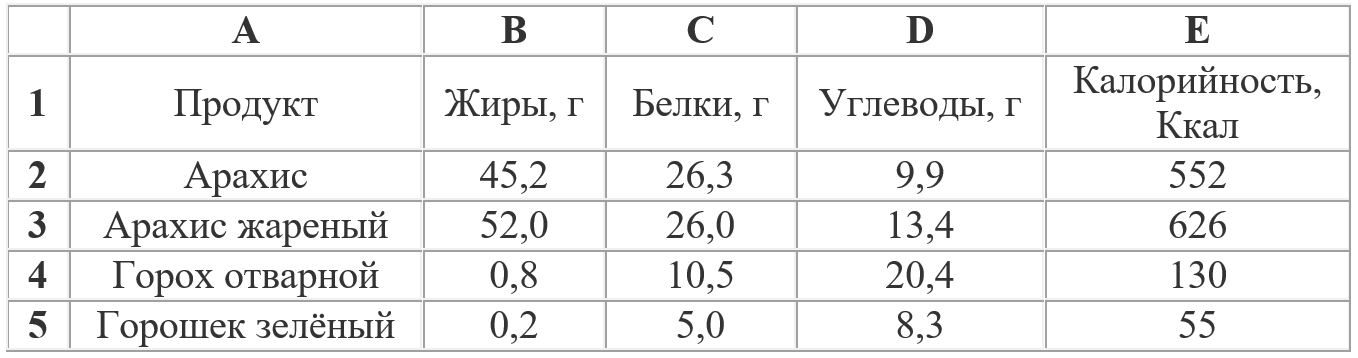 A B C D E
1 Продукт Жиры, г Белки, г Углеводы, г Калорийность, Ккал
2 Арахис 45,2 26,3 9,9 552
3 Арахис жареный 52,0 26,0 13,4 626
4 Горох отварной 0,8 10,5 20,4 130
5 Горошек зелёный 0,2 5,0 8,3 55